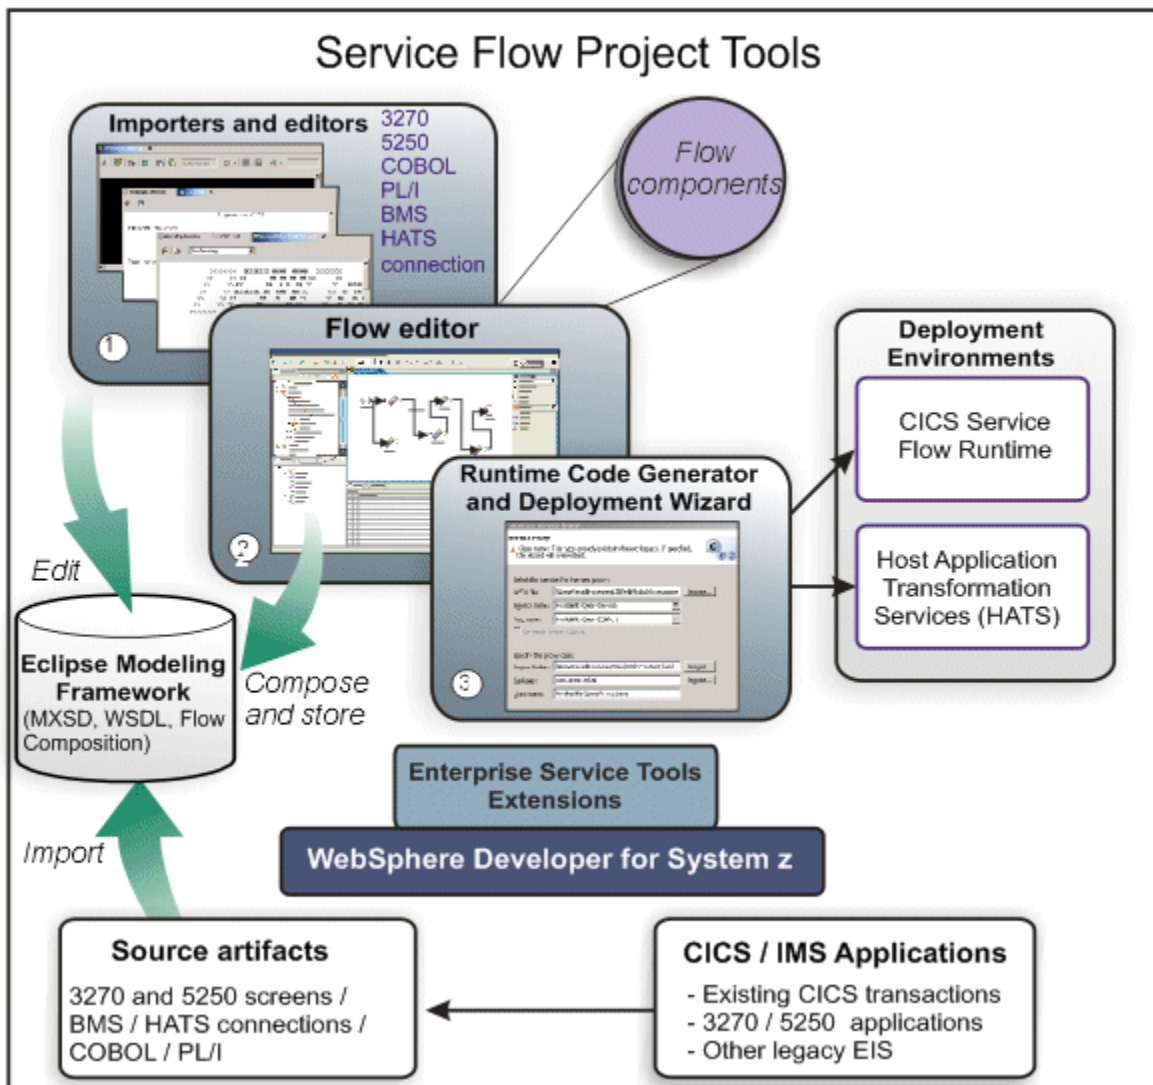 Service Flow Project Tools
Importers and editors
3270
5250
COBOL
PL/I
BMS
HATS
connection
1
Flow
components
Flow editor
2
Runtime Code Generator
and Deployment Wizard
3
Deployment
Environments
CICS Service
Flow Runtime
Host Application
Transformation
Services (HATS)
Edit
Eclipse Modeling
Framework
(MXSD, WSDL, Flow
Composition)
Compose
and store
Enterprise Service Tools
Extensions
WebSphere Developer for System z
Import
Source artifacts
3270 and 5250 screens /
BMS / HATS connections /
COBOL / PL/I
CICS / IMS Applications
- Existing CICS transactions
- 3270 / 5250 applications
- Other legacy EIS